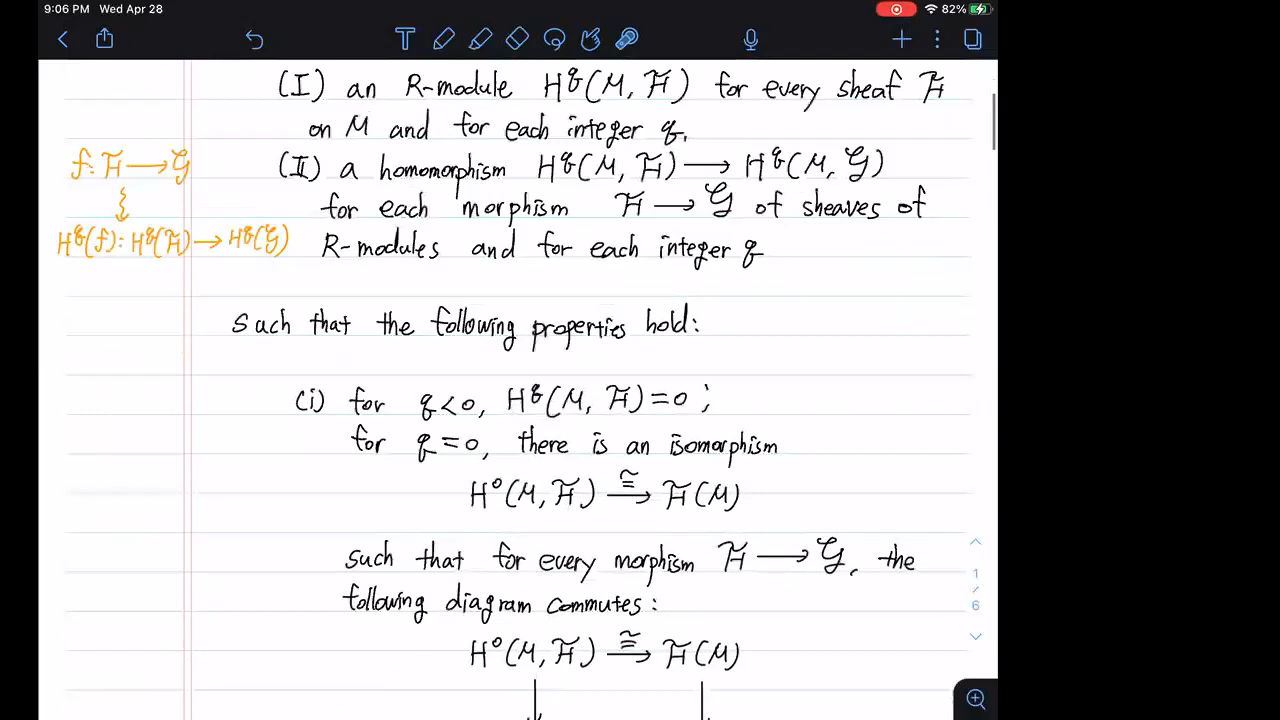 9:06 PM Wed Apr 28
82%
(I) an R-module H^q(M, ℱ) for every sheaf ℱ
on M and for each integer q.
f: ℱ ⟶ 𝒢
(II) a homomorphism H^q(M, ℱ) ⟶ H^q(M, 𝒢)
for each morphism ℱ ⟶ 𝒢 of sheaves of
H^q(f): H^q(ℱ) ⟶ H^q(𝒢)
R-modules and for each integer q
such that the following properties hold:
(i) for q<0, H^q(M, ℱ)=0;
for q=0, there is an isomorphism
H^0(M, ℱ) ≅⟶ ℱ(M)
such that for every morphism ℱ ⟶ 𝒢, the
following diagram commutes:
H^0(M, ℱ) ≅⟶ ℱ(M)
1
/
6